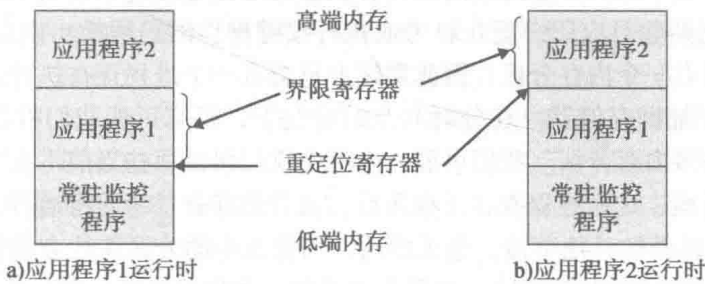 高端内存
应用程序2
应用程序2
界限寄存器
应用程序1
应用程序1
重定位寄存器
常驻监控
程序
常驻监控
程序
低端内存
a)应用程序1运行时
b)应用程序2运行时